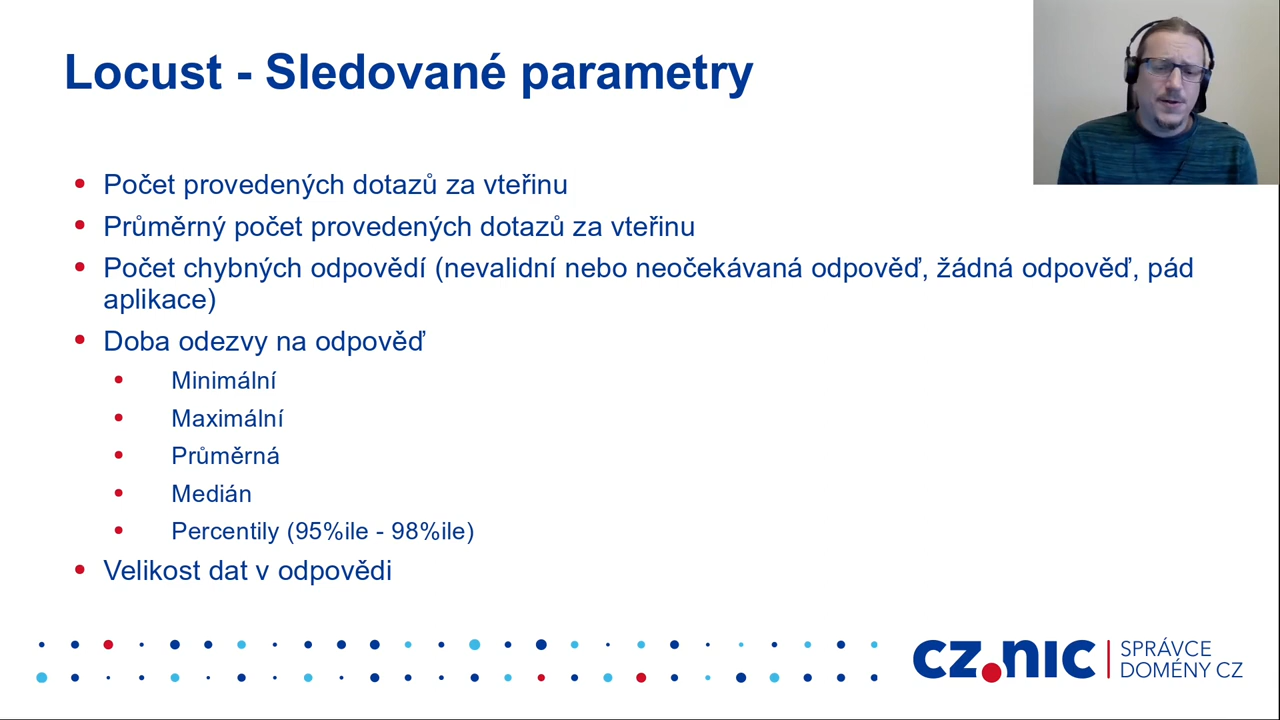 Locust - Sledované parametry
Počet provedených dotazů za vteřinu
Průměrný počet provedených dotazů za vteřinu
Počet chybných odpovědí (nevalidní nebo neočekávaná odpověď, žádná odpověď, pád
aplikace)
Doba odezvy na odpověď
Minimální
Maximální
Průměrná
Medián
Percentily (95%ile - 98%ile)
Velikost dat v odpovědi
CZ.NIC
SPRÁVCE
DOMÉNY CZ